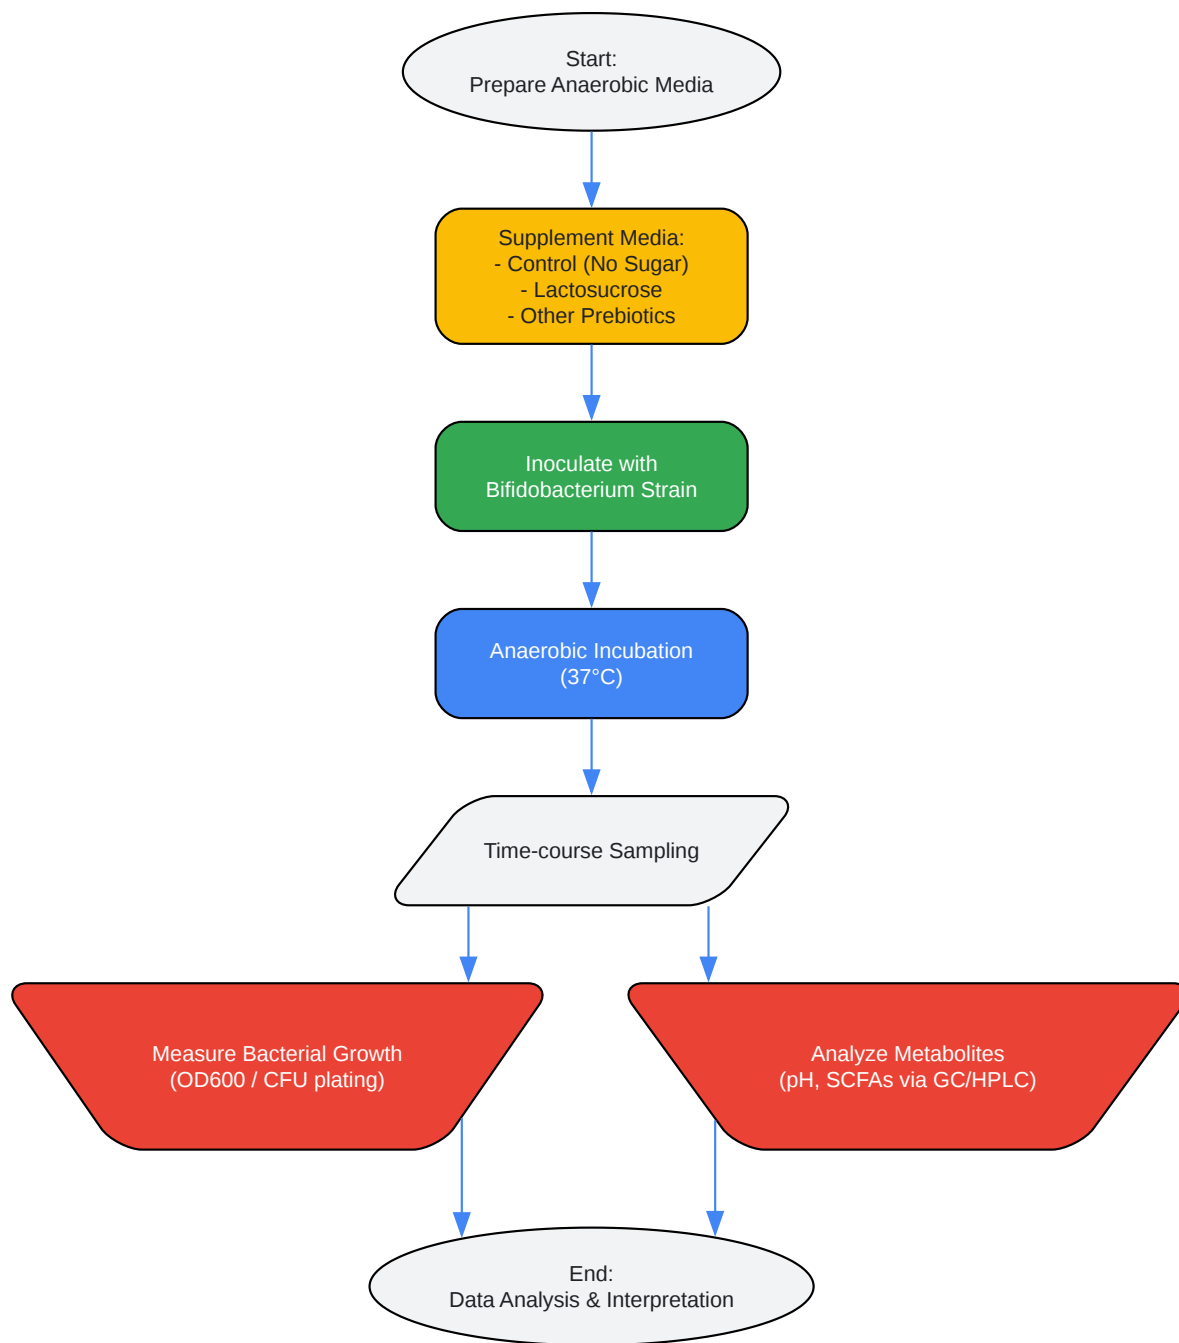 Start:
Prepare Anaerobic Media
Supplement Media:
- Control (No Sugar)
- Lactosucrose
- Other Prebiotics
Inoculate with
Bifidobacterium Strain
Anaerobic Incubation
(37°C)
Time-course Sampling
Measure Bacterial Growth
(OD600 / CFU plating)
Analyze Metabolites
(pH, SCFAs via GC/HPLC)
End:
Data Analysis & Interpretation